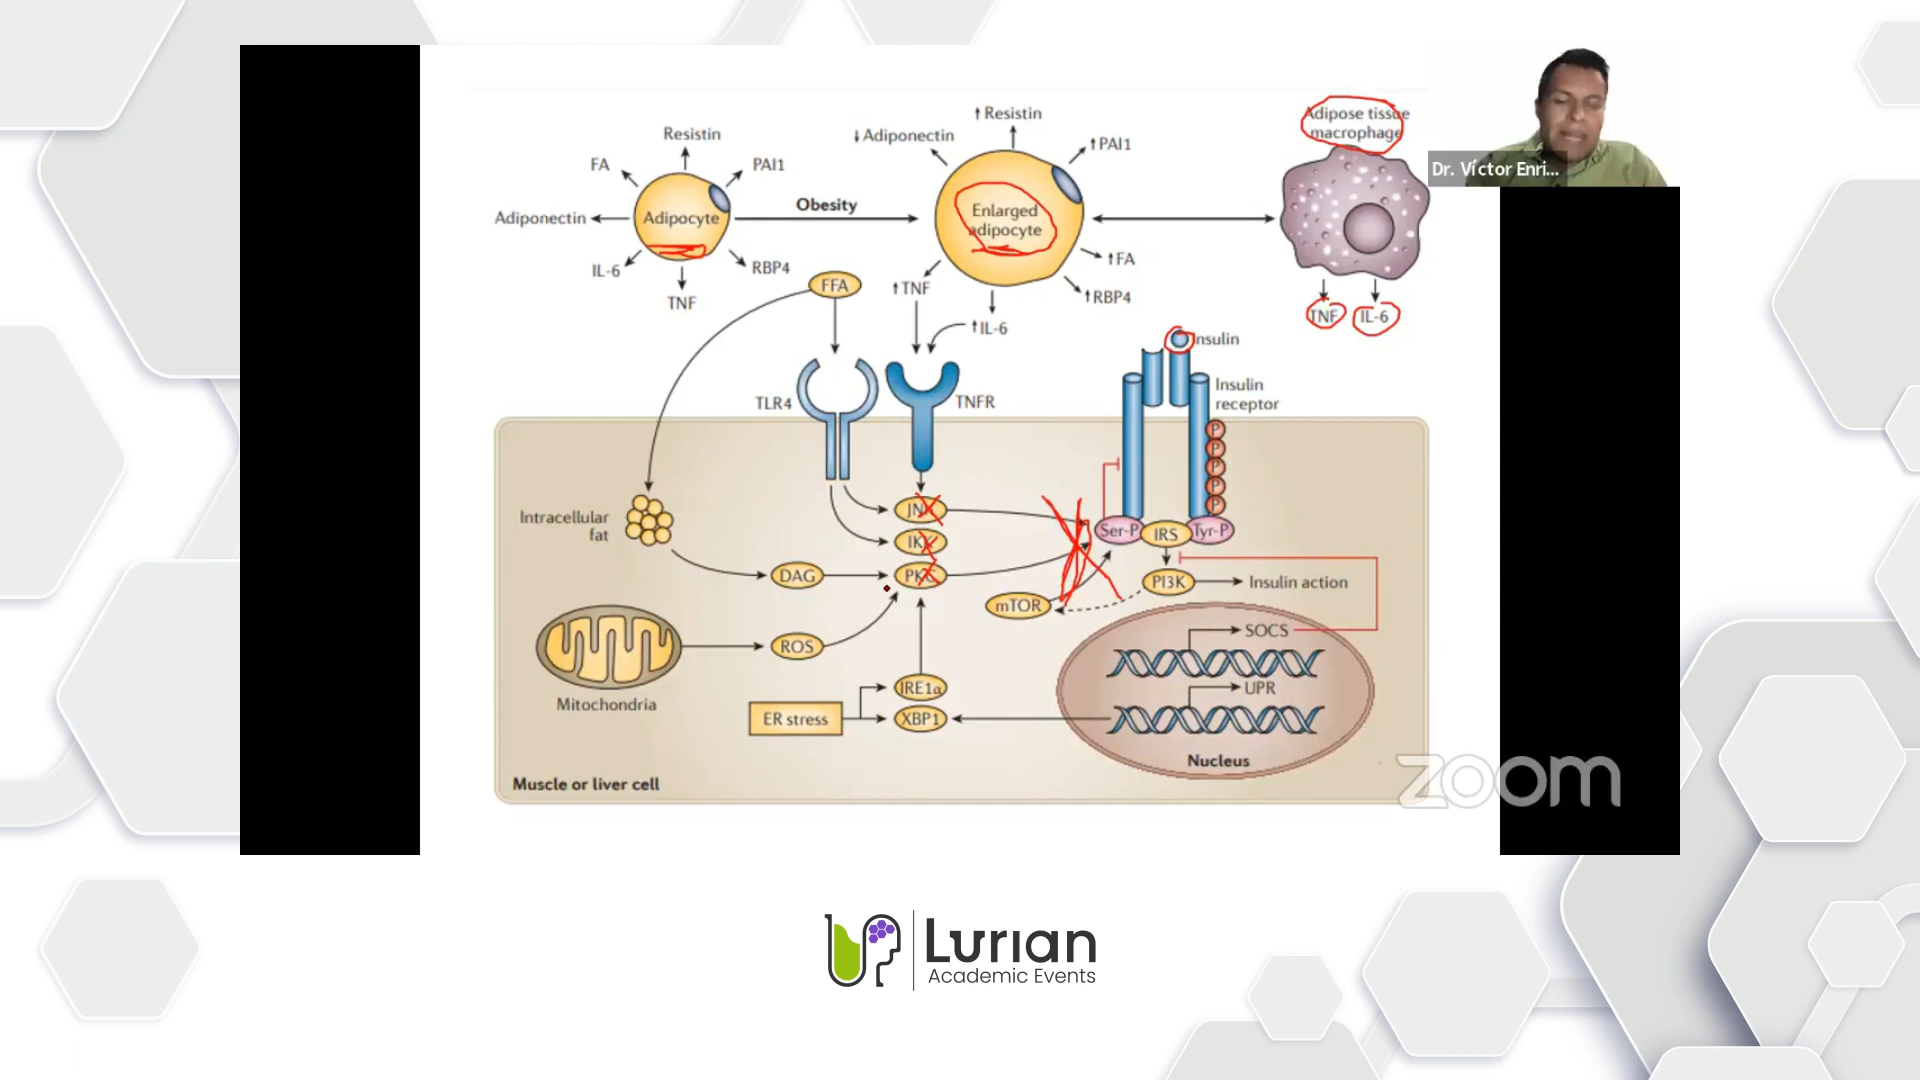 ↑ Resistin
Adipose tissue
macrophage
Resistin
↓ Adiponectin
↑ PAI1
FA
PAI1
Dr. Víctor Enri...
Obesity
Enlarged
adipocyte
Adiponectin
Adipocyte
↑ FA
IL-6
RBP4
FFA
↑ TNF
↑ RBP4
TNF
TNF
IL-6
↑ IL-6
Insulin
Insulin
receptor
TLR4
TNFR
P
P
P
P
P
Intracellular
fat
JNK
IKK
Ser-P
IRS
Tyr-P
DAG
PKC
PI3K
Insulin action
mTOR
SOCS
ROS
Mitochondria
IRE1α
UPR
ER stress
XBP1
Nucleus
Muscle or liver cell
zoom
Lurian
Academic Events